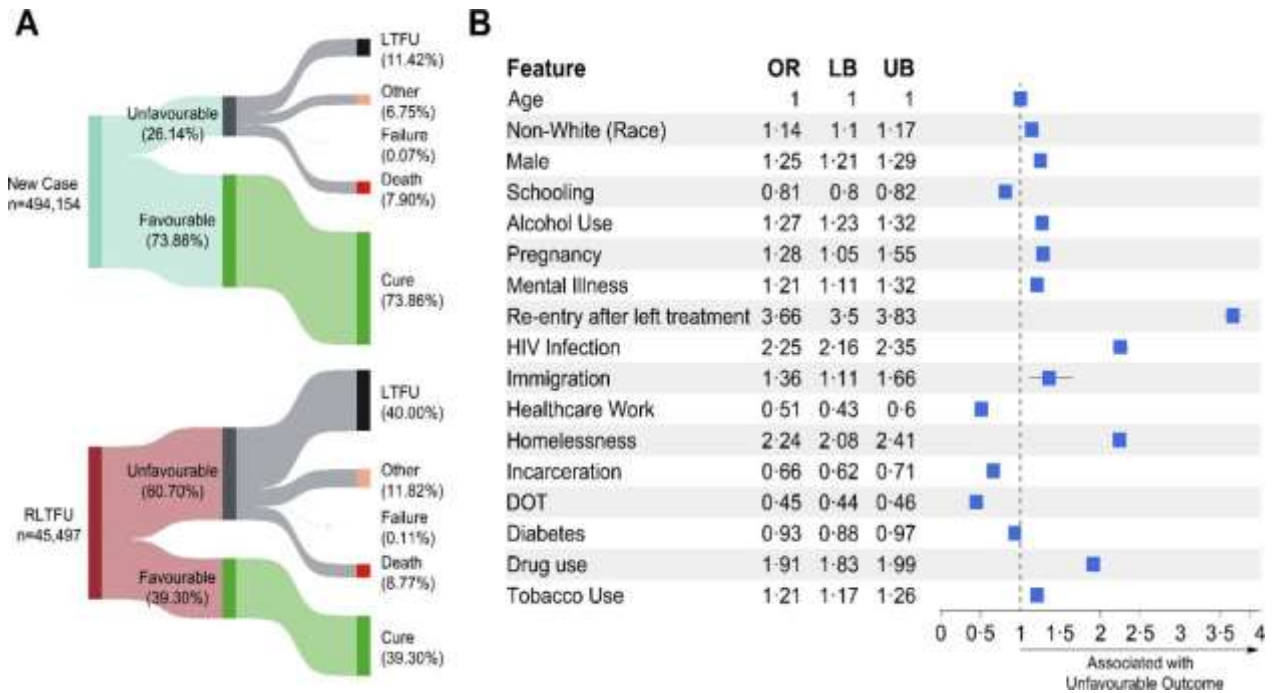 A
LTFU
(11.42%)
Other
(6.75%)
Unfavourable
(26.14%)
Failure
(0.07%)
Death
(7.90%)
New Case
n=494,154
Favourable
(73.86%)
Cure
(73.86%)
LTFU
(40.00%)
Unfavourable
(60.70%)
Other
(11.82%)
RLTFU
n=45,497
Failure
(0.11%)
Death
(8.77%)
Favourable
(39.30%)
Cure
(39.30%)
B
Feature OR LB UB
Age 1 1 1
Non-White (Race) 1·14 1·1 1·17
Male 1·25 1·21 1·29
Schooling 0·81 0·8 0·82
Alcohol Use 1·27 1·23 1·32
Pregnancy 1·28 1·05 1·55
Mental Illness 1·21 1·11 1·32
Re-entry after left treatment 3·66 3·5 3·83
HIV Infection 2·25 2·16 2·35
Immigration 1·36 1·11 1·66
Healthcare Work 0·51 0·43 0·6
Homelessness 2·24 2·08 2·41
Incarceration 0·66 0·62 0·71
DOT 0·45 0·44 0·46
Diabetes 0·93 0·88 0·97
Drug use 1·91 1·83 1·99
Tobacco Use 1·21 1·17 1·26
0 0·5 1 1·5 2 2·5 3 3·5 4
Associated with
Unfavourable Outcome